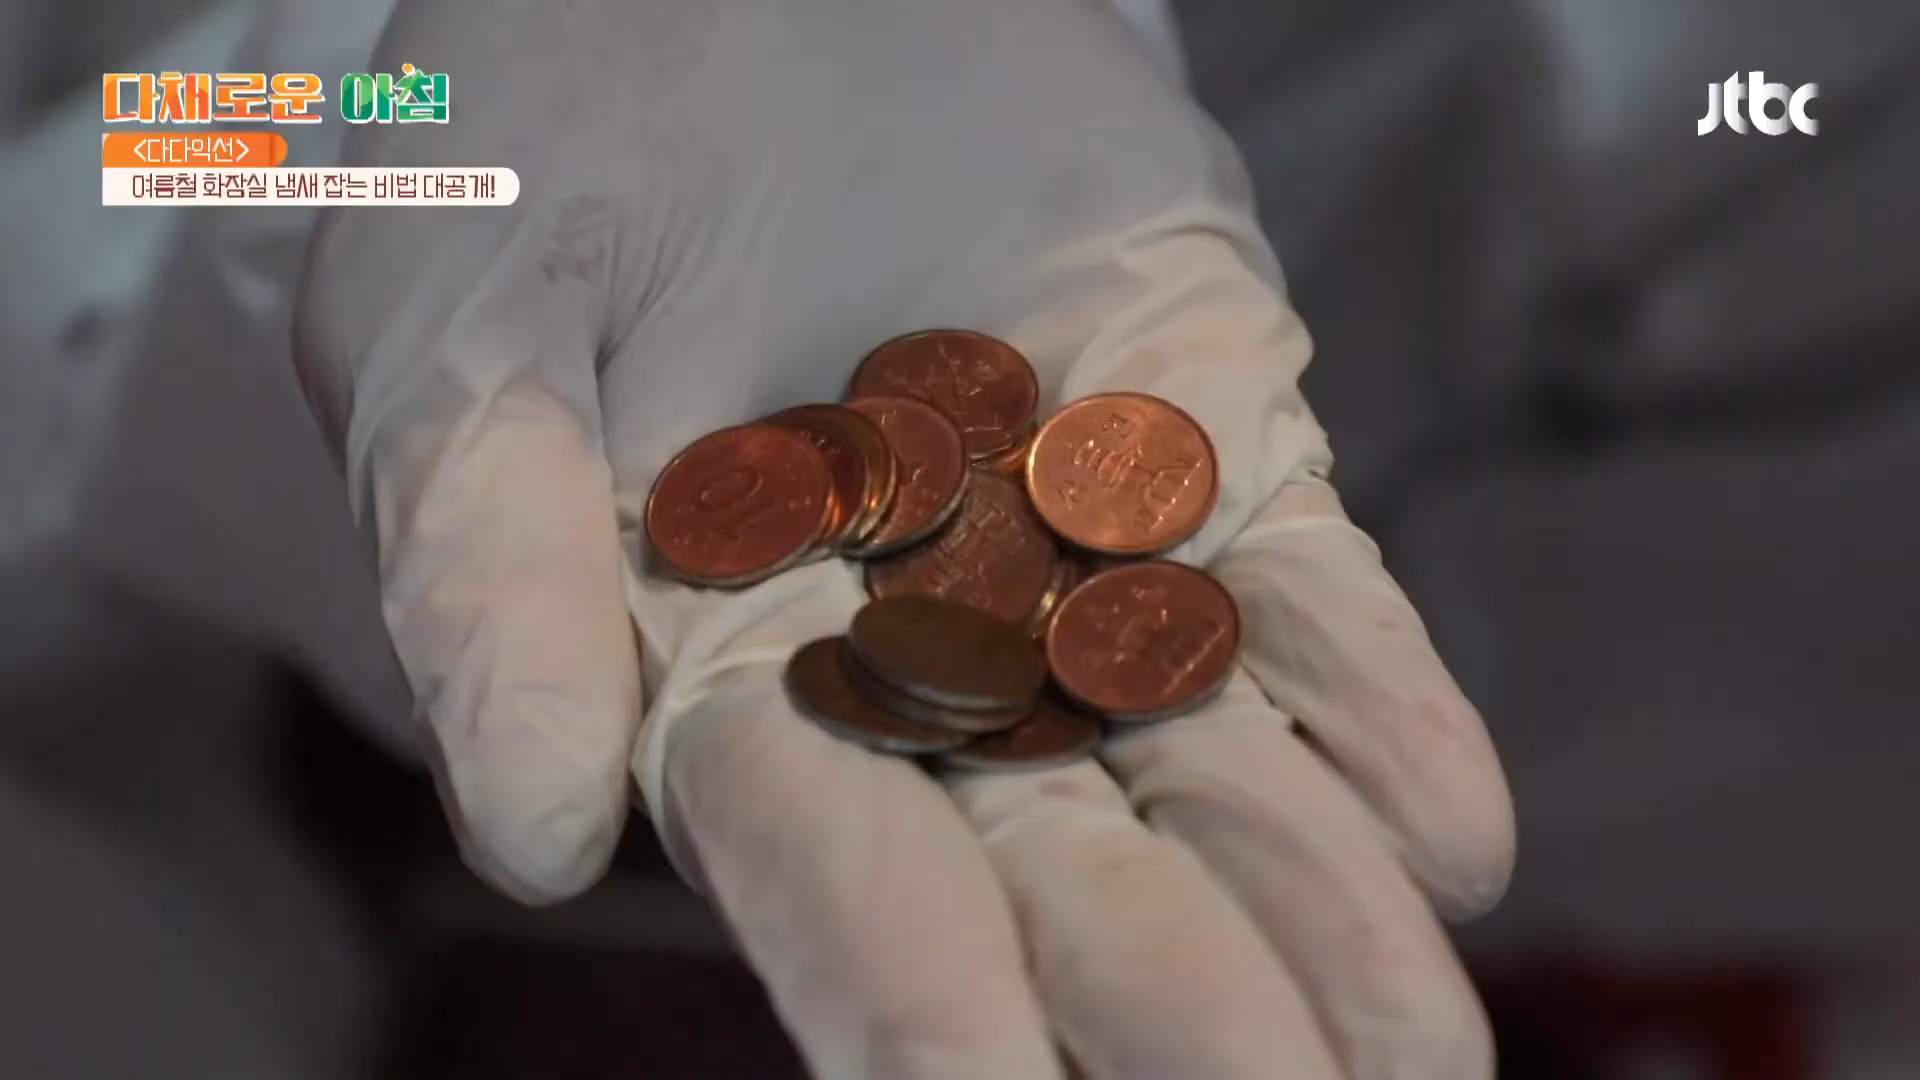 다채로운 아침
<다다익선>
여름철 화장실 냄새 잡는 비법 대공개!
jtbc
10